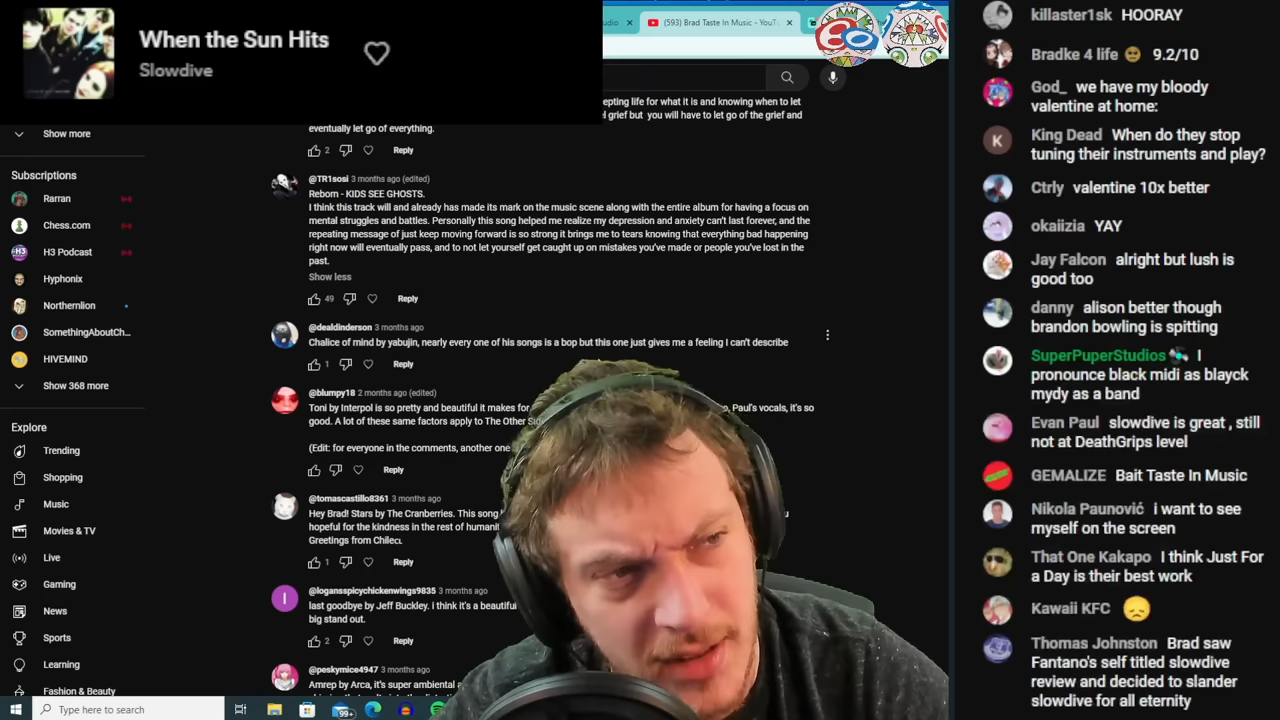 When the Sun Hits
Slowdive
(593) Brad Taste In Music - YouT
epting life for what it is and knowing when to let
l grief but you will have to let go of the grief and
eventually let go of everything.
2 Reply
@TR1sosi 3 months ago (edited)
Reborn - KIDS SEE GHOSTS.
I think this track will and already has made its mark on the music scene along with the entire album for having a focus on
mental struggles and battles. Personally this song helped me realize my depression and anxiety can't last forever, and the
repeating message of just keep moving forward is so strong it brings me to tears knowing that everything bad happening
right now will eventually pass, and to not let yourself get caught up on mistakes you've made or people you've lost in the
past.
Show less
49 Reply
@dealdinderson 3 months ago
Chalice of mind by yabujin, nearly every one of his songs is a bop but this one just gives me a feeling I can't describe
1 Reply
@blumpy18 2 months ago (edited)
Toni by Interpol is so pretty and beautiful it makes for
Paul's vocals, it's so
good. A lot of these same factors apply to The Other
(Edit: for everyone in the comments, another one
Reply
@tomascastillo8361 3 months ago
Hey Brad! Stars by The Cranberries. This song
hopeful for the kindness in the rest of humani
Greetings from Chile
1 Reply
@logansspicychickenwings9835 3 months ago
last goodbye by Jeff Buckley. i think it's a beautiful
big stand out.
2 Reply
@peskymice4947 3 months ago
Amrep by Arca, it's super ambiental
Show more
Subscriptions
Rarran
Chess.com
H3 Podcast
Hyphonix
Northernlion
SomethingAboutCh...
HIVEMIND
Show 368 more
Explore
Trending
Shopping
Music
Movies & TV
Live
Gaming
News
Sports
Learning
Fashion & Beauty
Type here to search
99+
killaster1sk HOORAY
Bradke 4 life 9.2/10
God_ we have my bloody
valentine at home:
King Dead When do they stop
tuning their instruments and play?
Ctrly valentine 10x better
okaiizia YAY
Jay Falcon alright but lush is
good too
danny alison better though
brandon bowling is spitting
SuperPuperStudios I
pronounce black midi as blayck
mydy as a band
Evan Paul slowdive is great , still
not at DeathGrips level
GEMALIZE Bait Taste In Music
Nikola Paunović i want to see
myself on the screen
That One Kakapo I think Just For
a Day is their best work
Kawaii KFC
Thomas Johnston Brad saw
Fantano's self titled slowdive
review and decided to slander
slowdive for all eternity